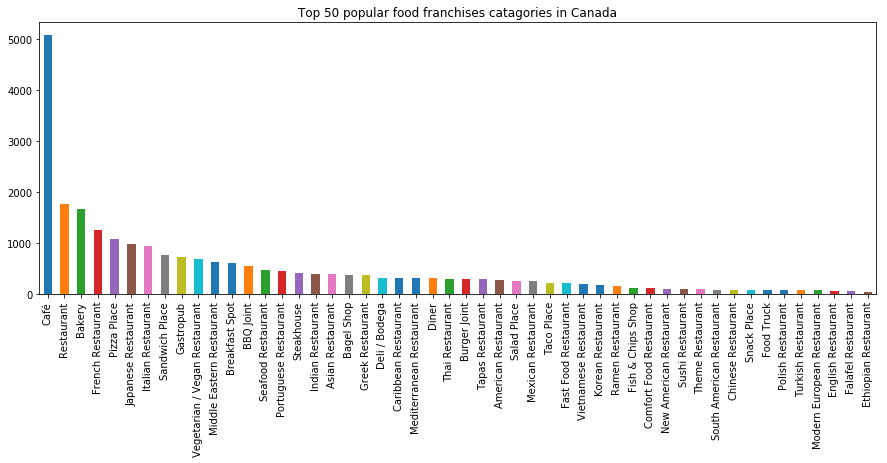 Top 50 popular food franchises catagories in Canada
5000
4000
3000
2000
1000
0
Café
Restaurant
Bakery
French Restaurant
Pizza Place
Japanese Restaurant
Italian Restaurant
Sandwich Place
Gastropub
Vegetarian / Vegan Restaurant
Middle Eastern Restaurant
Breakfast Spot
BBQ Joint
Seafood Restaurant
Portuguese Restaurant
Steakhouse
Indian Restaurant
Asian Restaurant
Bagel Shop
Greek Restaurant
Deli / Bodega
Caribbean Restaurant
Mediterranean Restaurant
Diner
Thai Restaurant
Burger Joint
Tapas Restaurant
American Restaurant
Salad Place
Mexican Restaurant
Taco Place
Fast Food Restaurant
Vietnamese Restaurant
Korean Restaurant
Ramen Restaurant
Fish & Chips Shop
Comfort Food Restaurant
New American Restaurant
Sushi Restaurant
Theme Restaurant
South American Restaurant
Chinese Restaurant
Snack Place
Food Truck
Polish Restaurant
Turkish Restaurant
Modern European Restaurant
English Restaurant
Falafel Restaurant
Ethiopian Restaurant